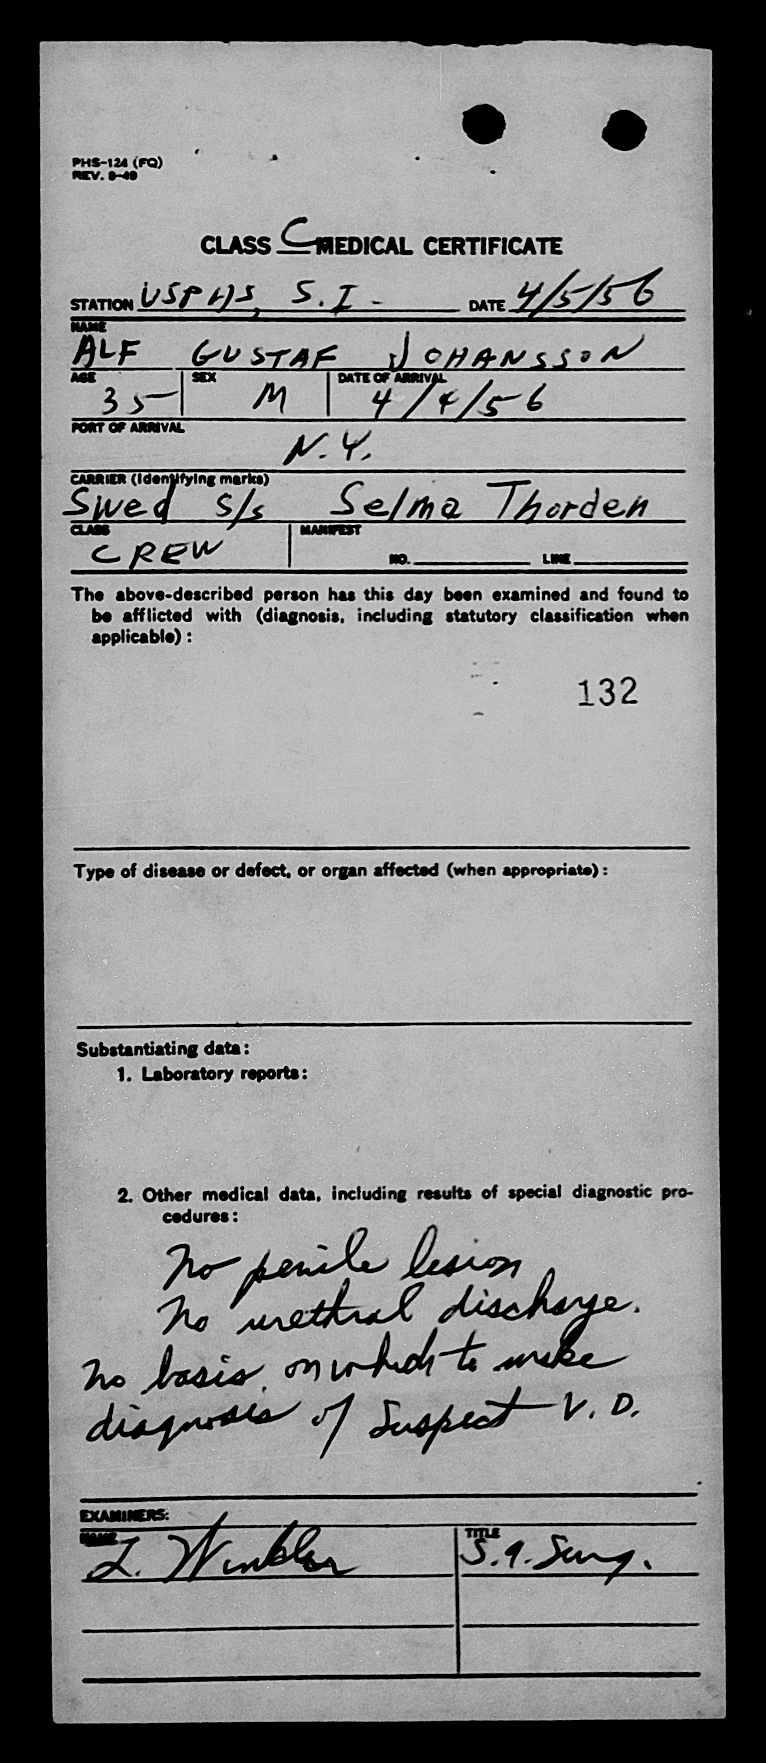 PHS-124 (FQ)
REV. 9-49
CLASS C MEDICAL CERTIFICATE
STATION USPHS, S.I. - DATE 4/5/56
NAME
ALF GUSTAF JOHANSSON
AGE SEX DATE OF ARRIVAL
35 M 4/4/56
PORT OF ARRIVAL
N.Y.
CARRIER (Identifying marks)
Swed S/s Selma Thorden
CLASS MANIFEST
CREW NO. LINE
The above-described person has this day been examined and found to
be afflicted with (diagnosis, including statutory classification when
applicable):
132
Type of disease or defect, or organ affected (when appropriate):
Substantiating data:
1. Laboratory reports:
2. Other medical data, including results of special diagnostic pro-
cedures:
No penile lesion
No urethral discharge.
No basis on which to make
diagnosis of Suspect V.D.
EXAMINERS:
NAME TITLE
L. Winkler S.A. Surg.